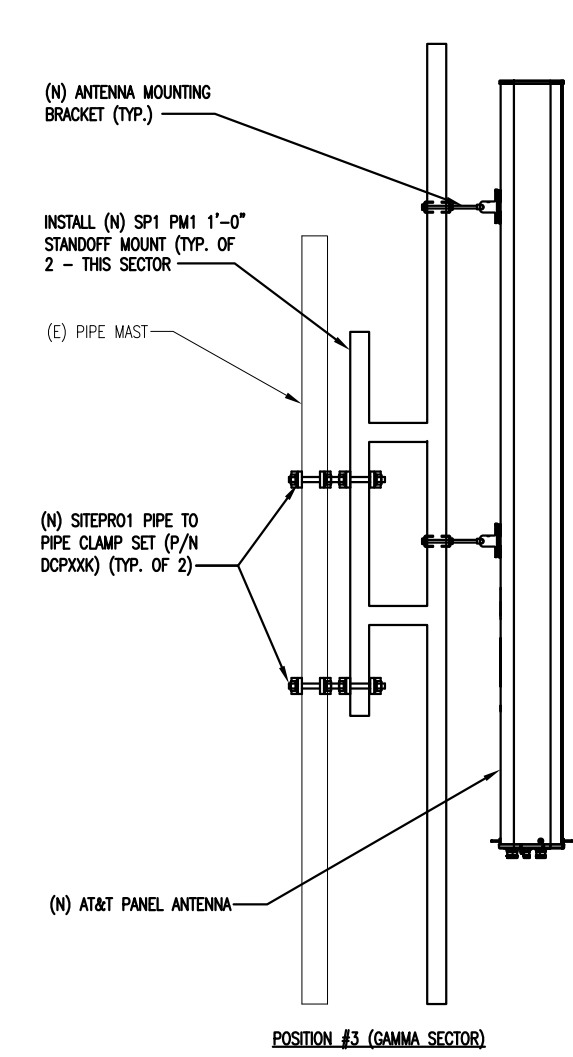 (N) ANTENNA MOUNTING
BRACKET (TYP.)
INSTALL (N) SP1 PM1 1'-0"
STANDOFF MOUNT (TYP. OF
2 - THIS SECTOR
(E) PIPE MAST
(N) SITEPRO1 PIPE TO
PIPE CLAMP SET (P/N
DCPXXK) (TYP. OF 2)
(N) AT&T PANEL ANTENNA
POSITION #3 (GAMMA SECTOR)